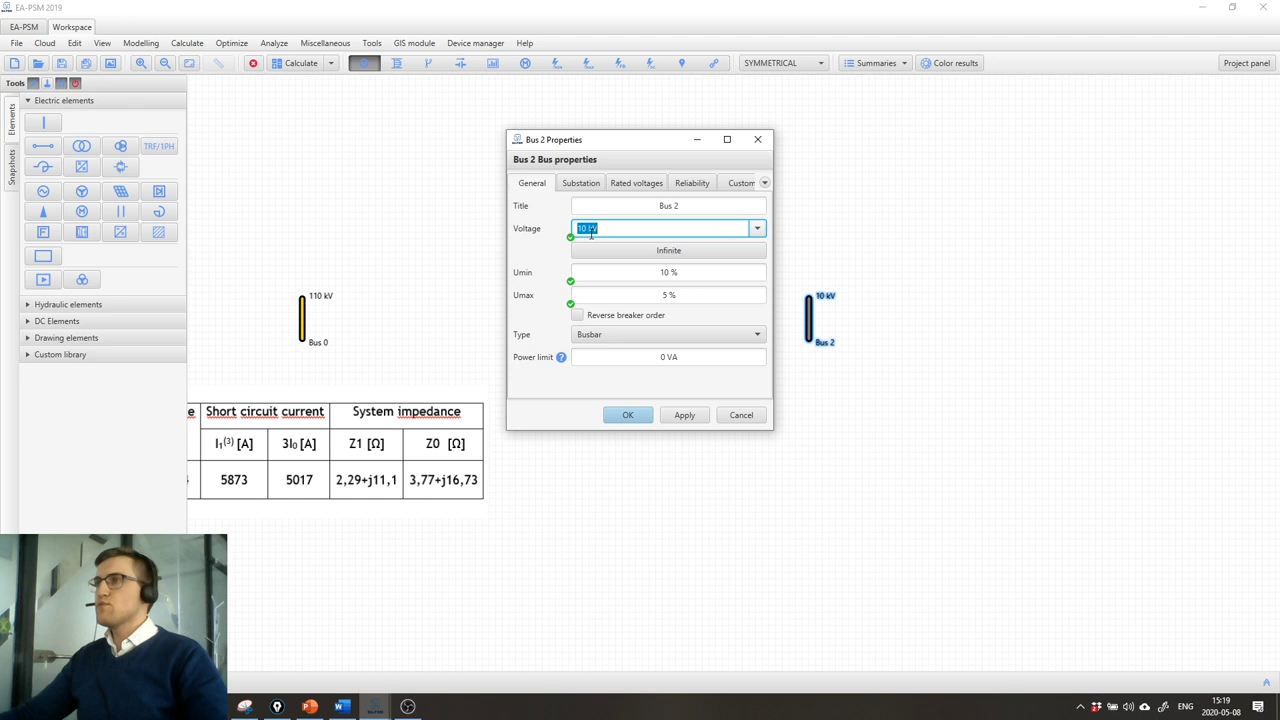 EA-PSM 2019
EA-PSM Workspace
File Cloud Edit View Modelling Calculate Optimize Analyze Miscellaneous Tools GIS module Device manager Help
Calculate SYMMETRICAL Summaries Color results Project panel
Tools
Elements
Snapshots
Electric elements
TRF/1PH
Hydraulic elements
DC Elements
Drawing elements
Custom library
110 kV
Bus 0
Short circuit current System impedance
I₁⁽³⁾ [A] 3I₀ [A] Z1 [Ω] Z0 [Ω]
5873 5017 2,29+j11,1 3,77+j16,73
Bus 2 Properties
Bus 2 Bus properties
General Substation Rated voltages Reliability Custom
Title Bus 2
Voltage 10 kV
Infinite
Umin 10 %
Umax 5 %
Reverse breaker order
Type Busbar
Power limit ? 0 VA
OK Apply Cancel
10 kV
Bus 2
ENG
15:19
2020-05-08